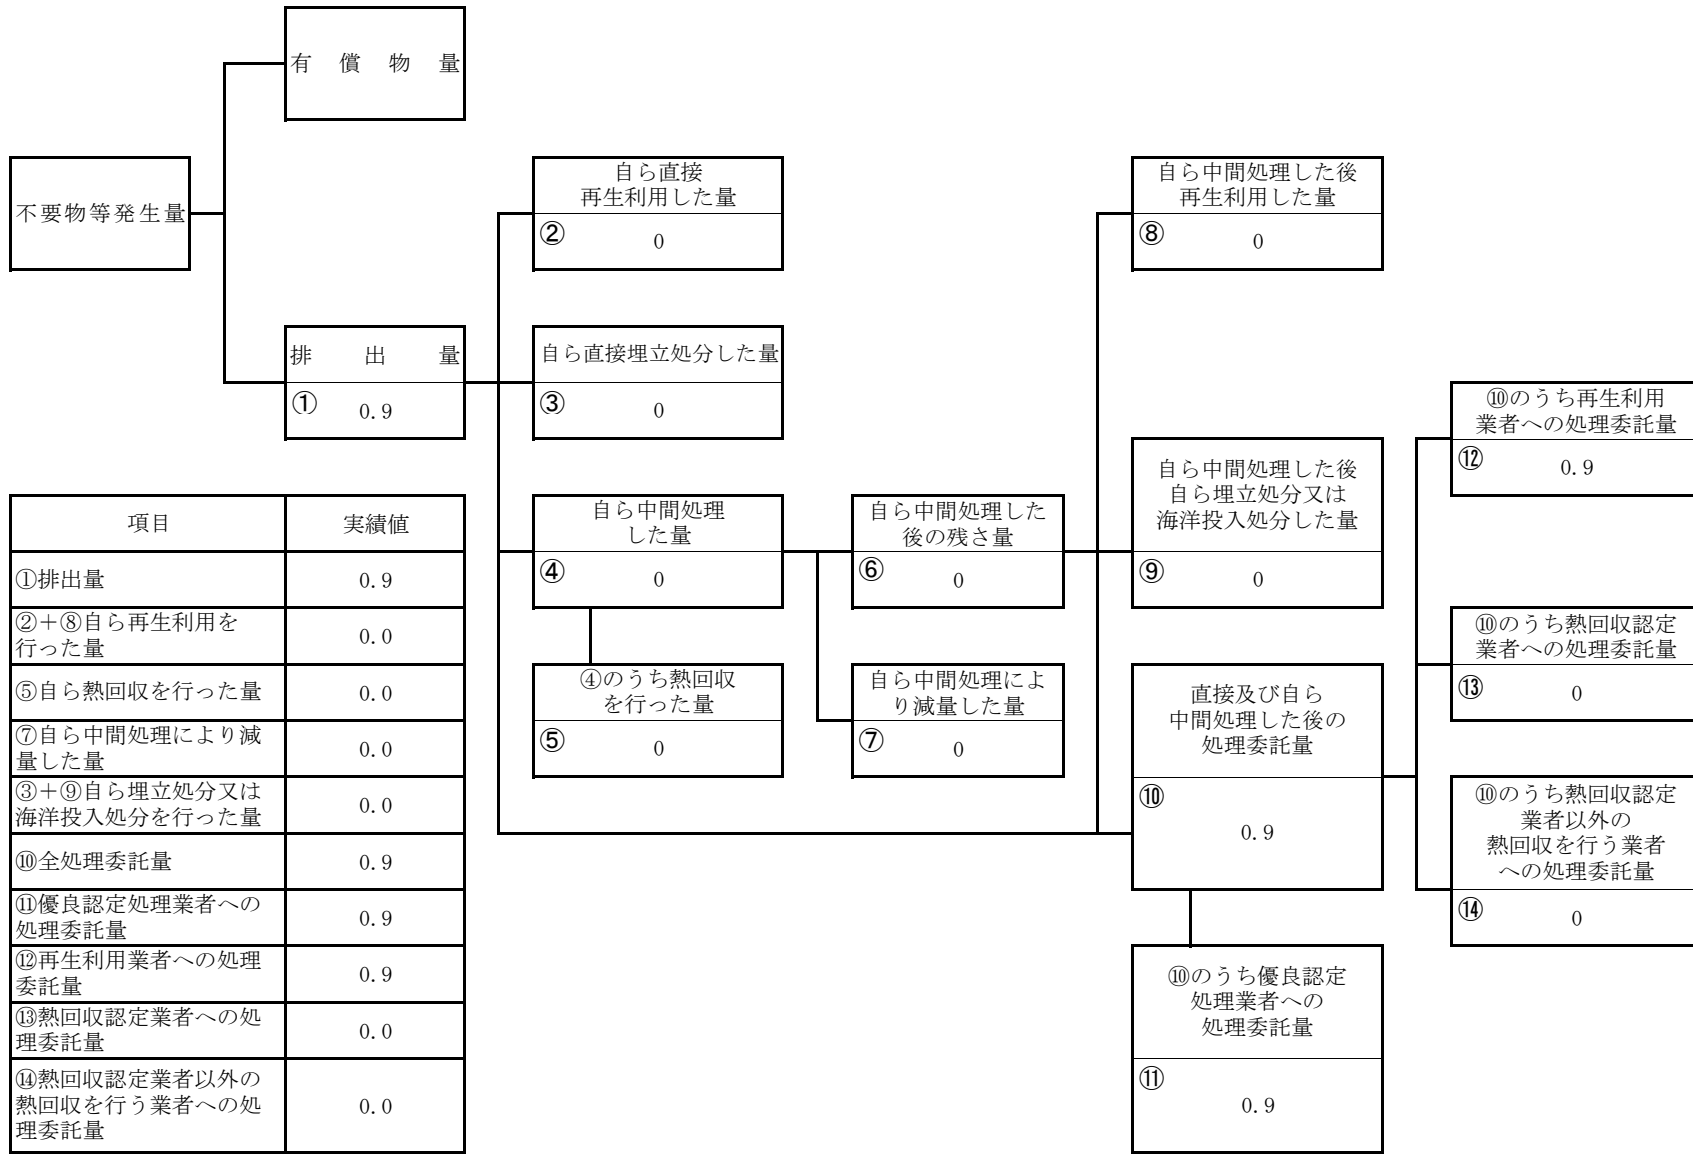 有償物量
不要物等発生量
排出量
① 0.9
自ら直接
再生利用した量
② 0
自ら直接埋立処分した量
③ 0
自ら中間処理
した量
④ 0
④のうち熱回収
を行った量
⑤ 0
自ら中間処理した
後の残さ量
⑥ 0
自ら中間処理によ
り減量した量
⑦ 0
自ら中間処理した後
再生利用した量
⑧ 0
自ら中間処理した後
自ら埋立処分又は
海洋投入処分した量
⑨ 0
直接及び自ら
中間処理した後の
処理委託量
⑩
0.9
⑩のうち優良認定
処理業者への
処理委託量
⑪
0.9
⑩のうち再生利用
業者への処理委託量
⑫ 0.9
⑩のうち熱回収認定
業者への処理委託量
⑬ 0
⑩のうち熱回収認定
業者以外の
熱回収を行う業者
への処理委託量
⑭ 0
項目 実績値
①排出量 0.9
②＋⑧自ら再生利用を
行った量 0.0
⑤自ら熱回収を行った量 0.0
⑦自ら中間処理により減
量した量 0.0
③＋⑨自ら埋立処分又は
海洋投入処分を行った量 0.0
⑩全処理委託量 0.9
⑪優良認定処理業者への
処理委託量 0.9
⑫再生利用業者への処理
委託量 0.9
⑬熱回収認定業者への処
理委託量 0.0
⑭熱回収認定業者以外の
熱回収を行う業者への処
理委託量 0.0